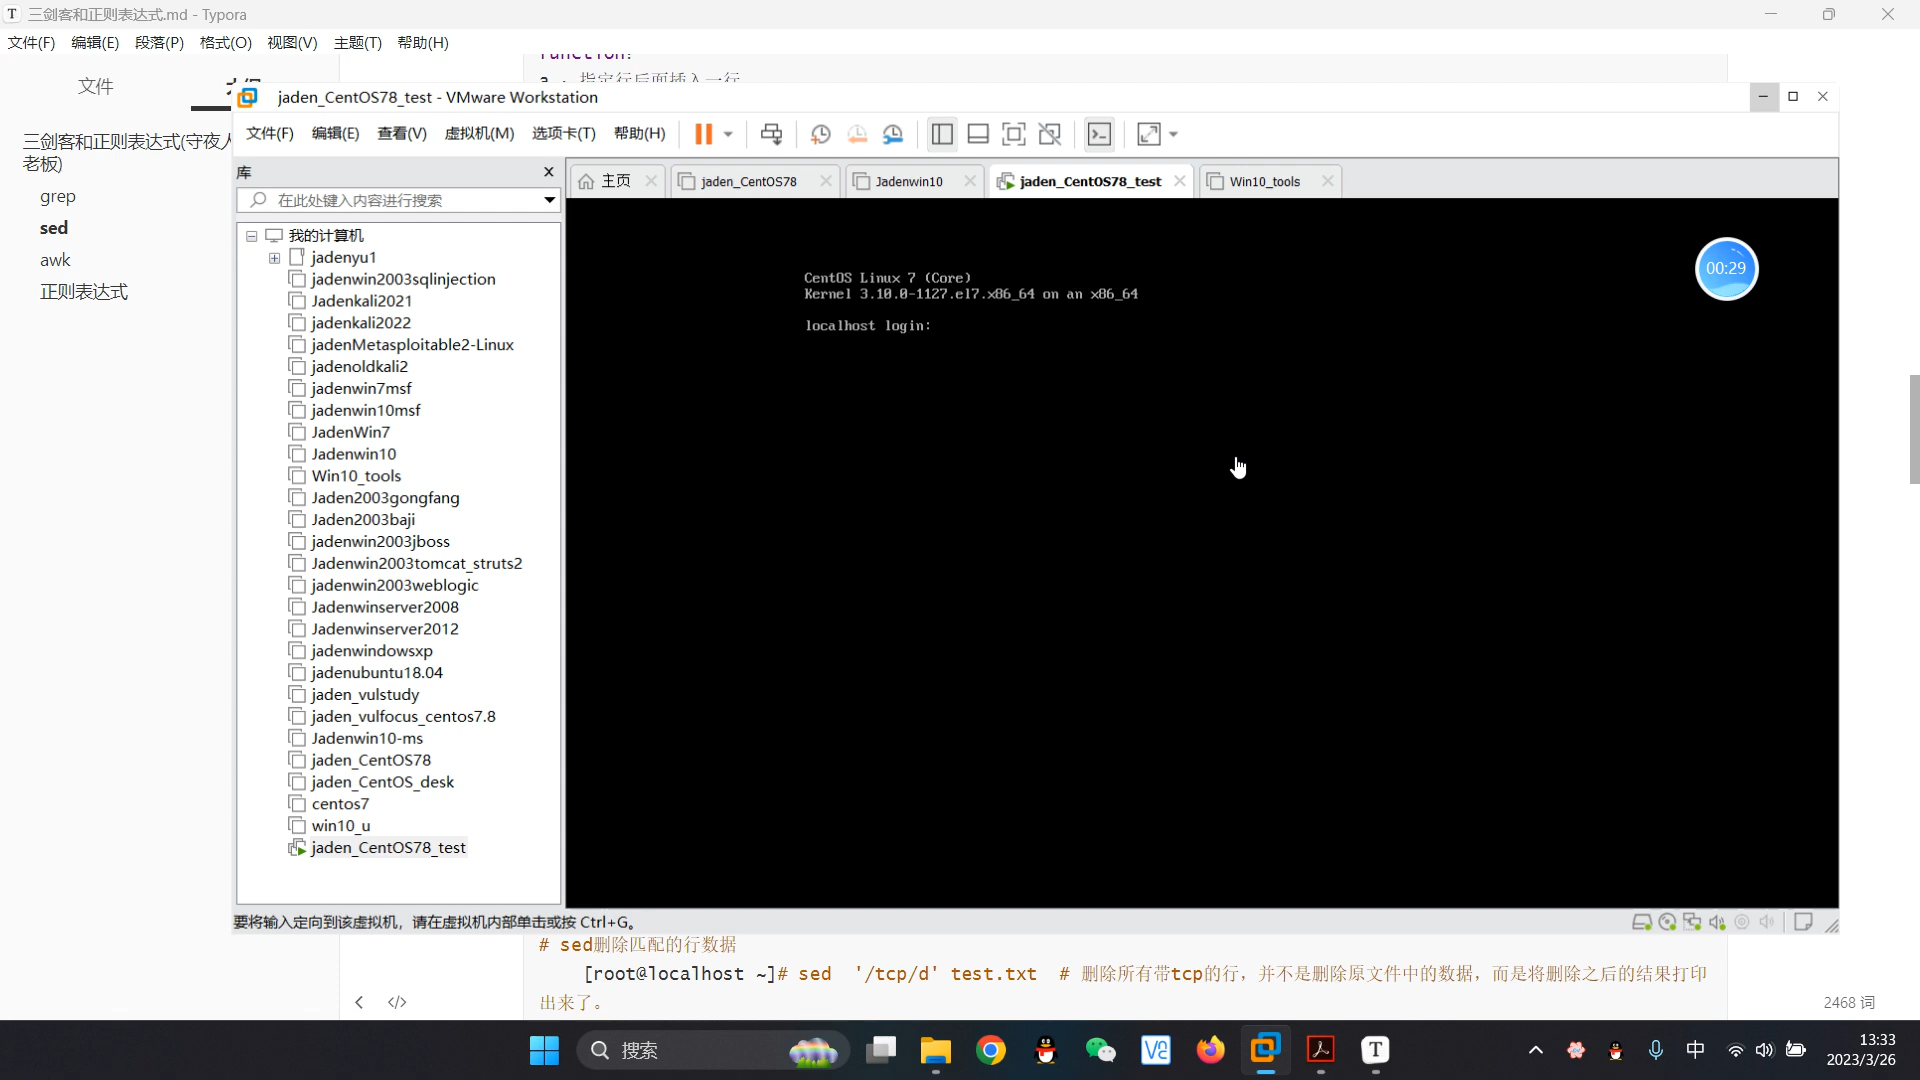 三剑客和正则表达式.md - Typora
文件(F) 编辑(E) 段落(P) 格式(O) 视图(V) 主题(T) 帮助(H)
文件
三剑客和正则表达式(守夜人
老板)
grep
sed
awk
正则表达式
jaden_CentOS78_test - VMware Workstation
文件(F) 编辑(E) 查看(V) 虚拟机(M) 选项卡(T) 帮助(H)
库
在此处键入内容进行搜索
我的计算机
jadenyu1
jadenwin2003sqlinjection
Jadenkali2021
jadenkali2022
jadenMetasploitable2-Linux
jadenoldkali2
jadenwin7msf
jadenwin10msf
JadenWin7
Jadenwin10
Win10_tools
Jaden2003gongfang
Jaden2003baji
jadenwin2003jboss
Jadenwin2003tomcat_struts2
jadenwin2003weblogic
Jadenwinserver2008
Jadenwinserver2012
jadenwindowsxp
jadenubuntu18.04
jaden_vulstudy
jaden_vulfocus_centos7.8
Jadenwin10-ms
jaden_CentOS78
jaden_CentOS_desk
centos7
win10_u
jaden_CentOS78_test
主页 jaden_CentOS78 Jadenwin10 jaden_CentOS78_test Win10_tools
CentOS Linux 7 (Core)
Kernel 3.10.0-1127.el7.x86_64 on an x86_64
localhost login:
00:29
要将输入定向到该虚拟机，请在虚拟机内部单击或按 Ctrl+G。
# sed删除匹配的行数据
[root@localhost ~]# sed '/tcp/d' test.txt # 删除所有带tcp的行，并不是删除原文件中的数据，而是将删除之后的结果打印
出来了。
2468 词
搜索
中
13:33
2023/3/26